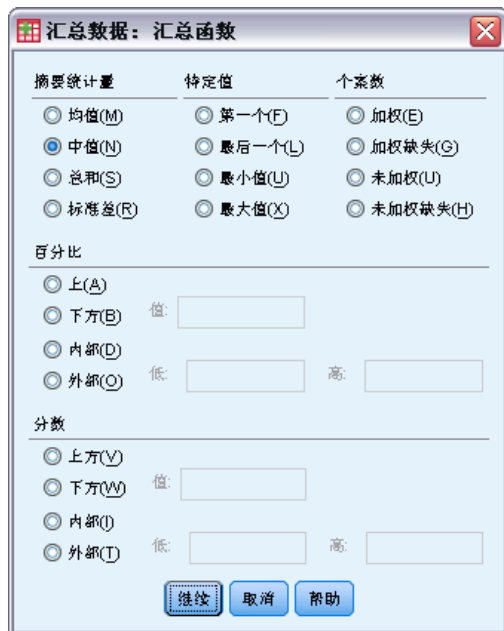 汇总数据: 汇总函数
摘要统计量 特定值 个案数
均值(M) 第一个(F) 加权(E)
中值(N) 最后一个(L) 加权缺失(G)
总和(S) 最小值(U) 未加权(U)
标准差(R) 最大值(X) 未加权缺失(H)
百分比
上(A)
下方(B) 值:
内部(D)
外部(O) 低: 高:
分数
上方(V)
下方(W) 值:
内部(I)
外部(T) 低: 高:
继续 取消 帮助